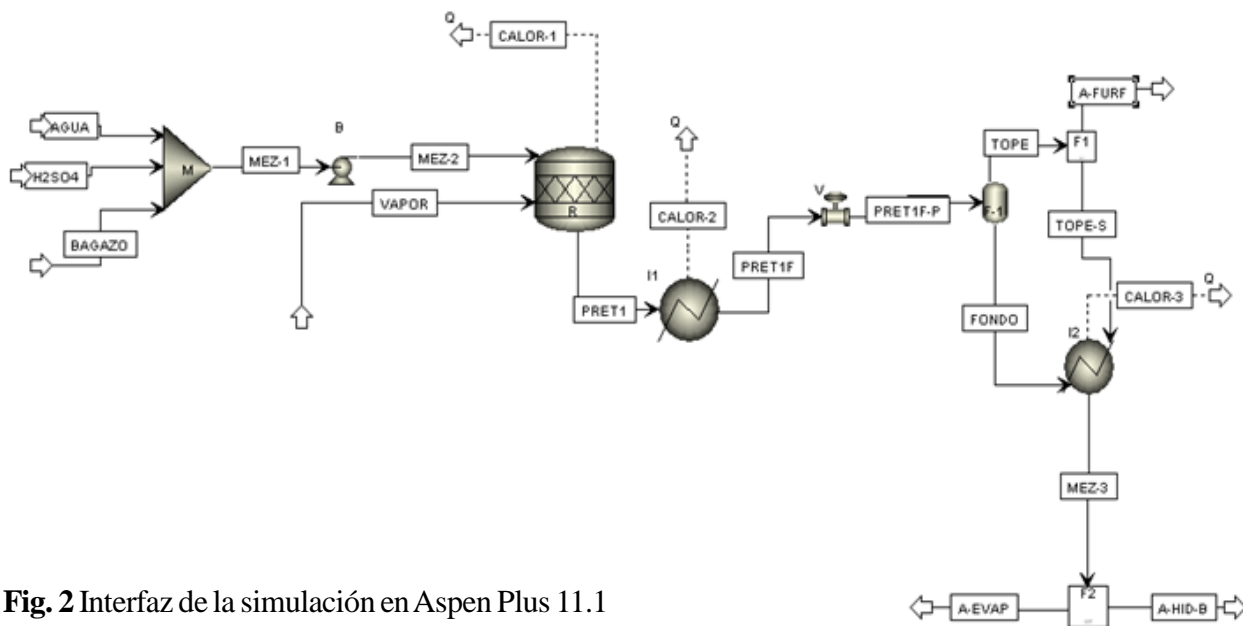 Q
CALOR-1
A-FURF
AGUA
B
Q
TOPE
F1
M
MEZ-1
MEZ-2
H2SO4
VAPOR
R
CALOR-2
V
PRET1F-P
F-1
TOPE-S
BAGAZO
I1
PRET1F
Q
CALOR-3
PRET1
FONDO
I2
MEZ-3
Fig. 2 Interfaz de la simulación en Aspen Plus 11.1
F2
A-EVAP
A-HID-B